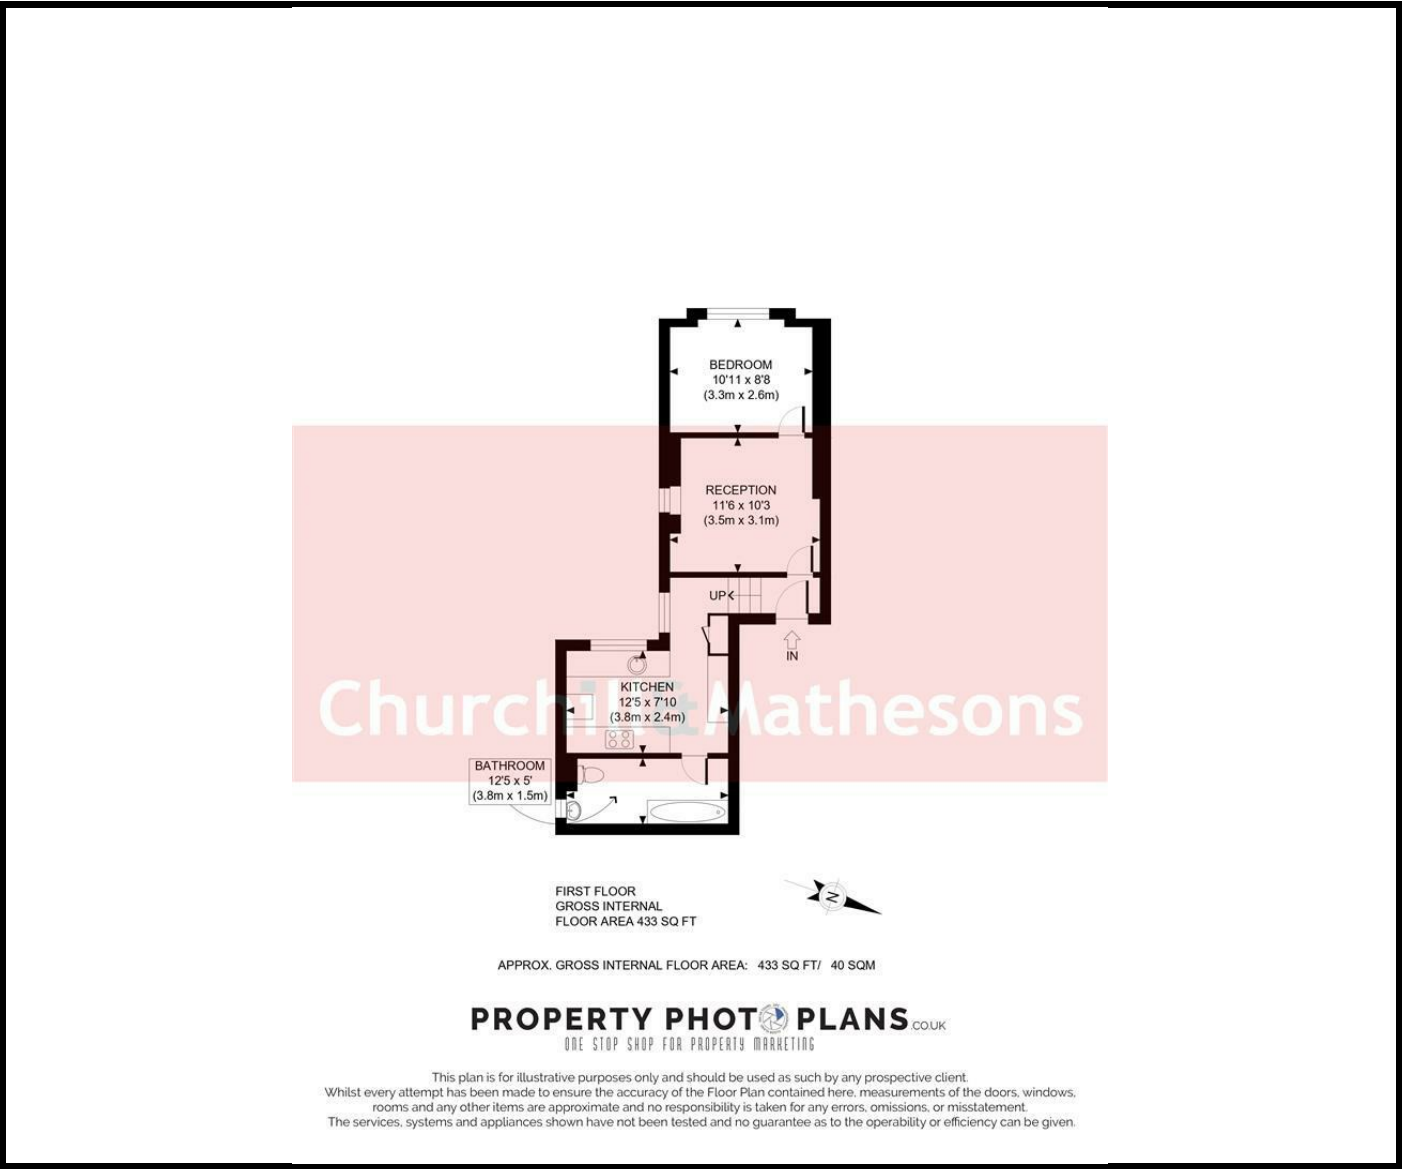 BEDROOM
10'11 x 8'8
(3.3m x 2.6m)
RECEPTION
11'6 x 10'3
(3.5m x 3.1m)
UP
IN
KITCHEN
12'5 x 7'10
(3.8m x 2.4m)
Churchill & Mathesons
BATHROOM
12'5 x 5'
(3.8m x 1.5m)
N
FIRST FLOOR
GROSS INTERNAL
FLOOR AREA 433 SQ FT
APPROX. GROSS INTERNAL FLOOR AREA: 433 SQ FT/ 40 SQM
PROPERTY PHOTO PLANS.CO.UK
ONE STOP SHOP FOR PROPERTY MARKETING
This plan is for illustrative purposes only and should be used as such by any prospective client.
Whilst every attempt has been made to ensure the accuracy of the Floor Plan contained here, measurements of the doors, windows,
rooms and any other items are approximate and no responsibility is taken for any errors, omissions, or misstatement.
The services, systems and appliances shown have not been tested and no guarantee as to the operability or efficiency can be given.